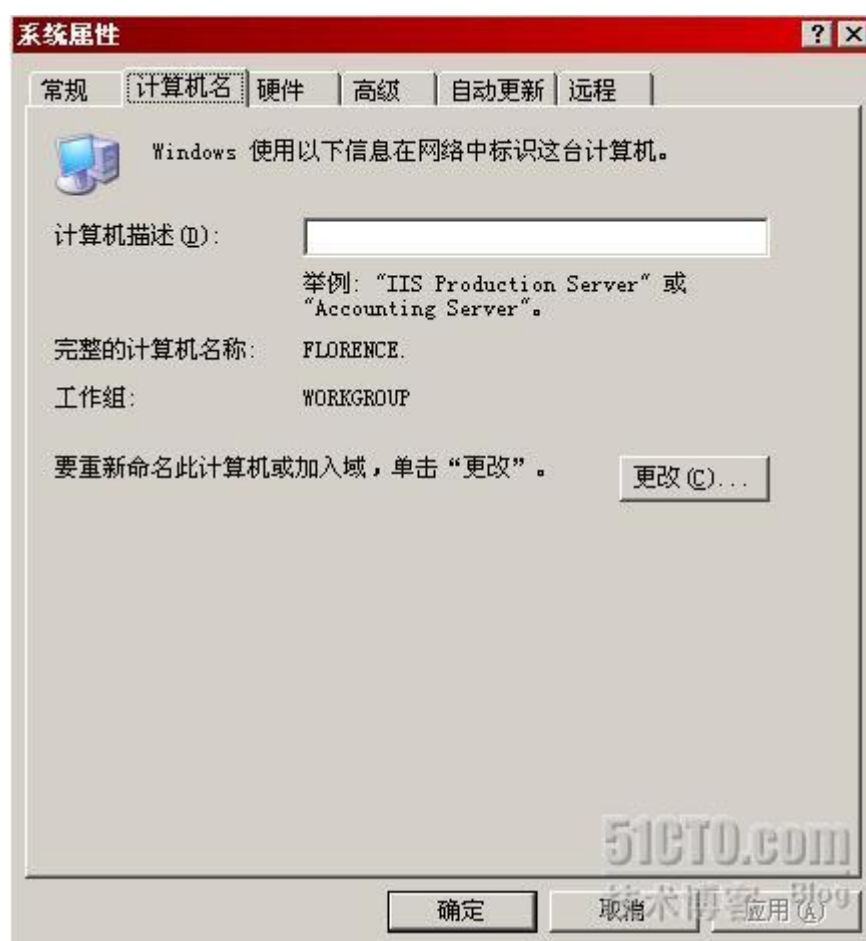 系统属性
常规 计算机名 硬件 高级 自动更新 远程
Windows 使用以下信息在网络中标识这台计算机。
计算机描述(D):
举例: "IIS Production Server" 或
"Accounting Server"。
完整的计算机名称: FLORENCE.
工作组: WORKGROUP
要重新命名此计算机或加入域，单击“更改”。 更改(C)...
51CTO.com
技术博客 Blog
确定 取消 应用(A)